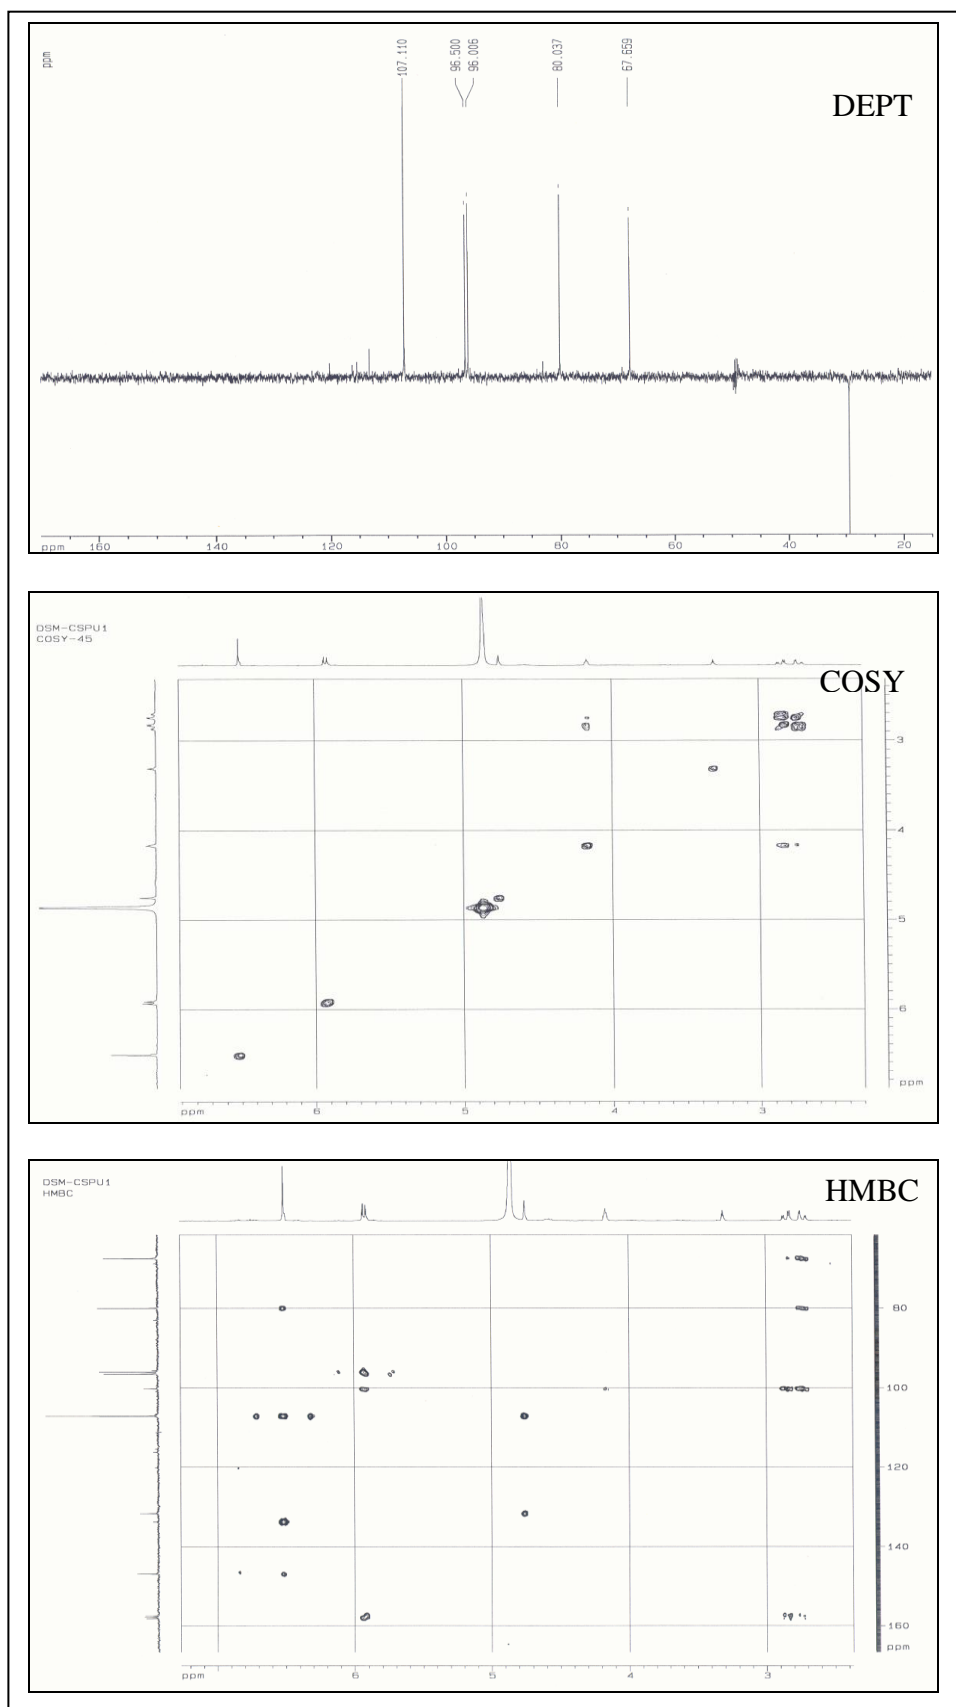 ppm
107.110
96.500
96.006
80.037
67.659
DEPT
ppm 160 140 120 100 80 60 40 20
DSM-CSPU1
COSY-45
COSY
3
4
5
6
ppm
ppm 6 5 4 3
DSM-CSPU1
HMBC
HMBC
80
100
120
140
160
ppm
ppm 6 5 4 3